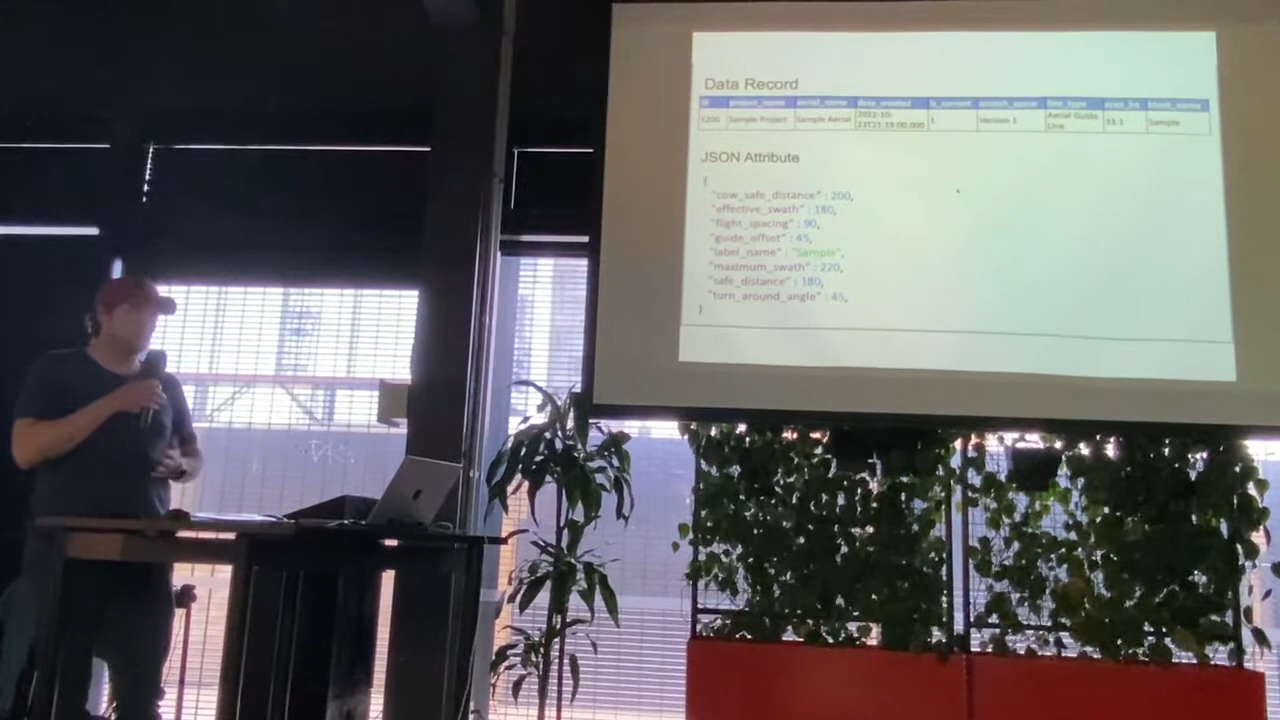 Data Record
id project_name aerial_name date_created is_current scratch_space line_type area_ha block_name
1200 Sample Project Sample Aerial 2022-10-21T21:19:00.000 1 Version 1 Aerial Guide Line 33.1 Sample
JSON Attribute
{
"cow_safe_distance" : 200,
"effective_swath" : 180,
"flight_spacing" : 90,
"guide_offset" : 45,
"label_name" : "Sample",
"maximum_swath" : 220,
"safe_distance" : 180,
"turn_around_angle" : 45,
}